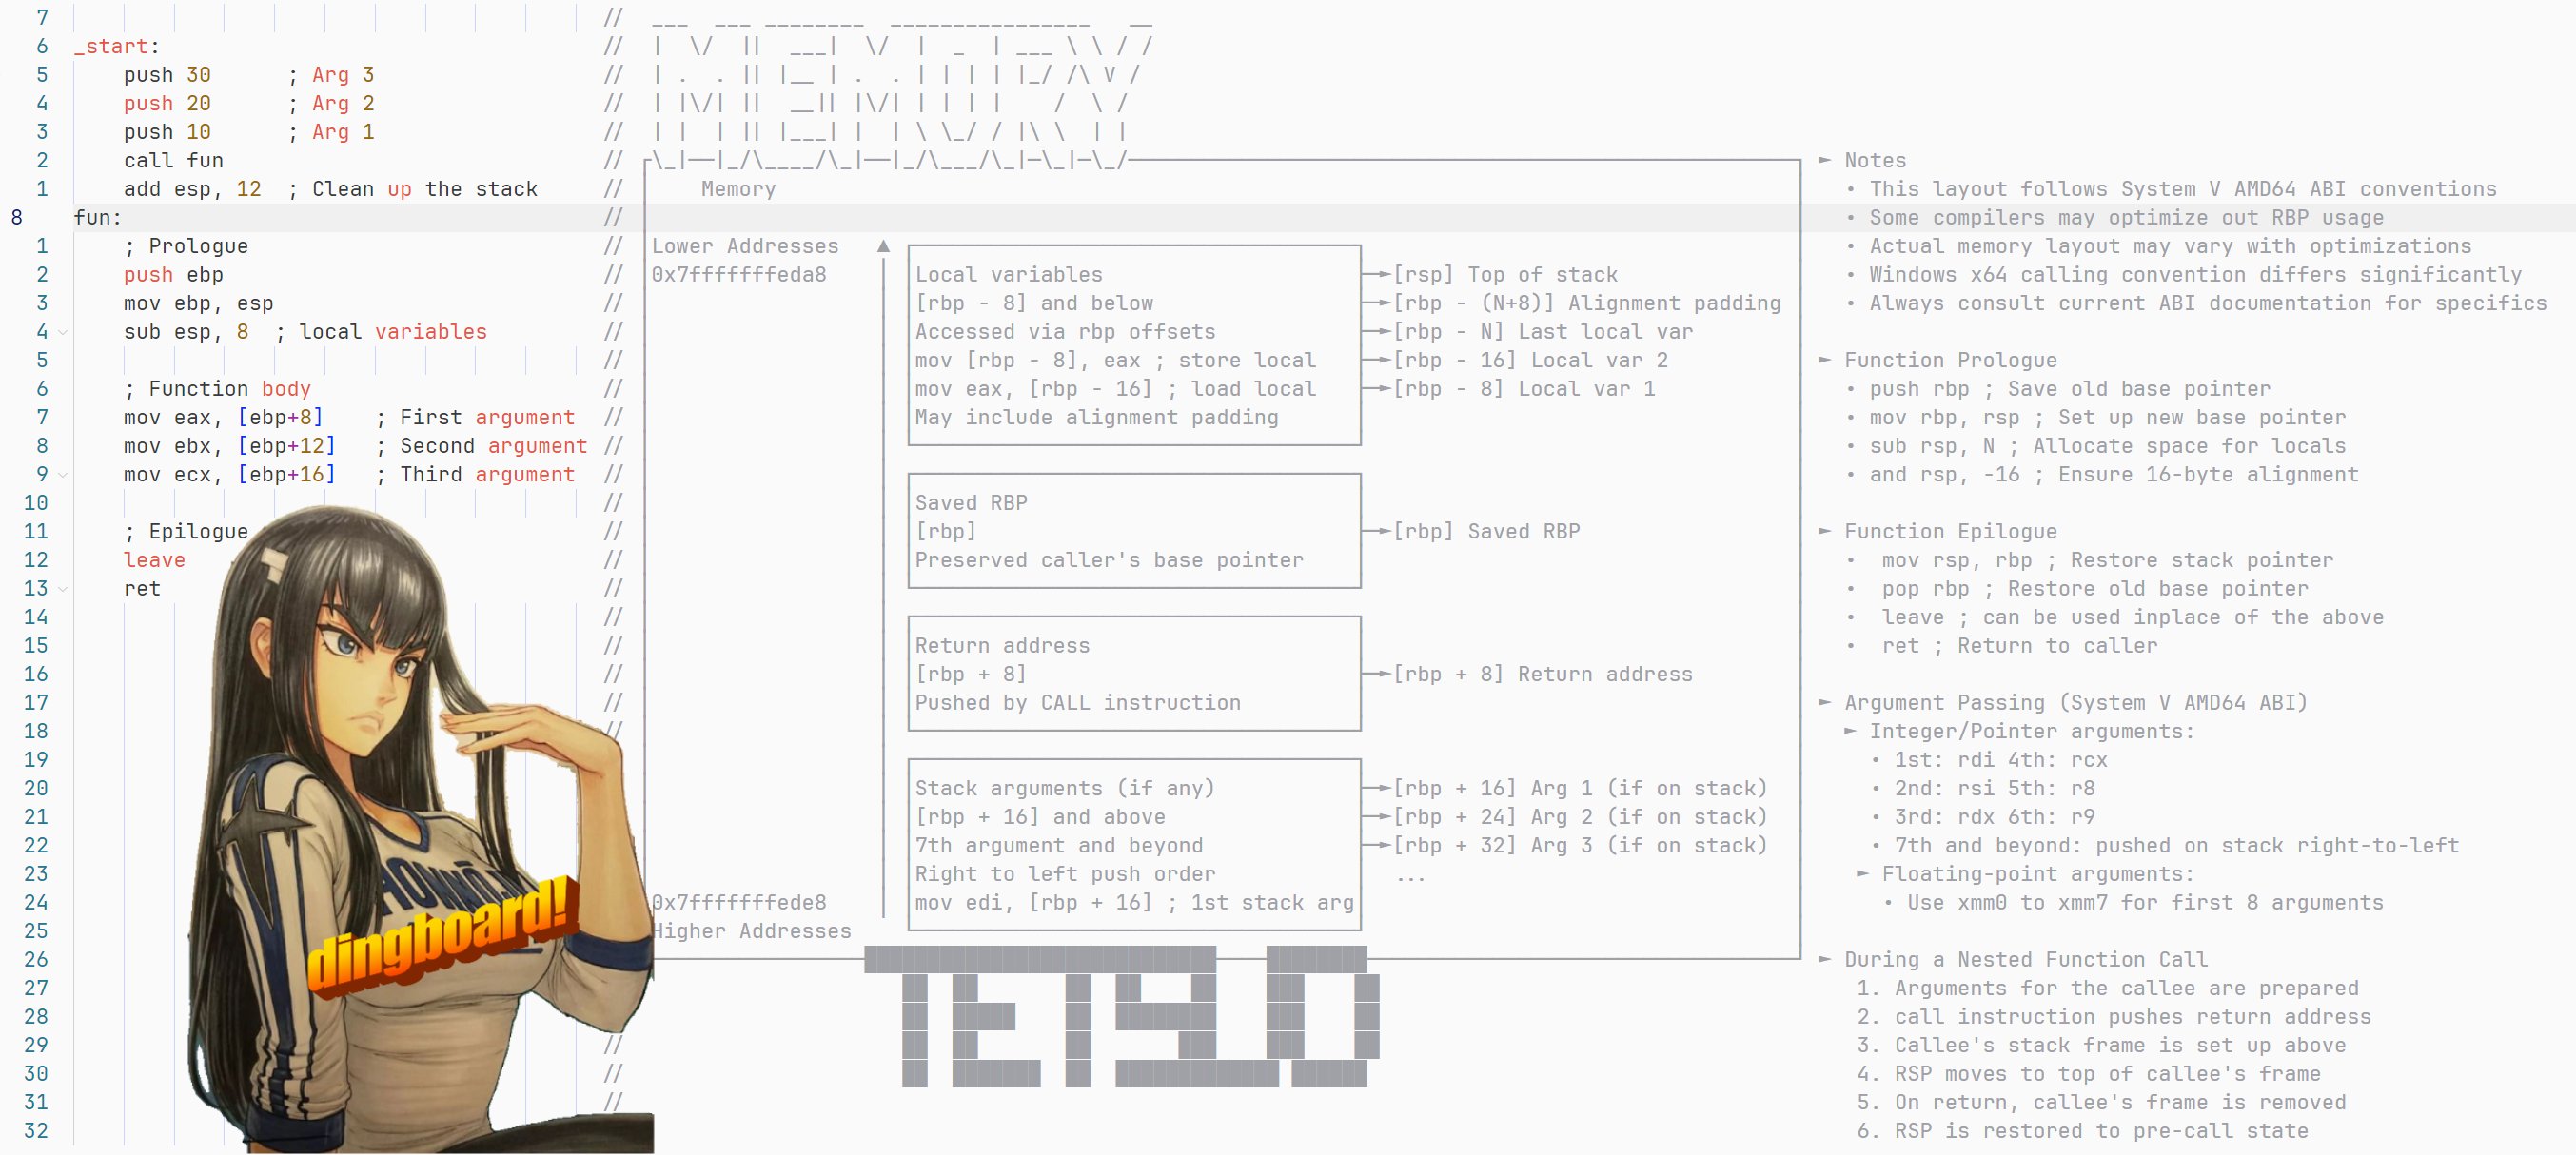 7 //
6 _start: //
5 push 30 ; Arg 3 //
4 push 20 ; Arg 2 //
3 push 10 ; Arg 1 //
2 call fun //
1 add esp, 12 ; Clean up the stack //
8 fun: //
1 ; Prologue //
2 push ebp //
3 mov ebp, esp //
4 sub esp, 8 ; local variables //
5 //
6 ; Function body //
7 mov eax, [ebp+8] ; First argument //
8 mov ebx, [ebp+12] ; Second argument //
9 mov ecx, [ebp+16] ; Third argument //
10 //
11 ; Epilogue //
12 leave //
13 ret //
14 //
15 //
16 //
17 //
18 //
19
20
21
22
23
24
25
26
27
28
29 //
30 //
31 //
32
HONNŌJ
dingboard!
MEMORY
Memory
Lower Addresses
0x7fffffffeda8
Local variables
[rbp - 8] and below
Accessed via rbp offsets
mov [rbp - 8], eax ; store local
mov eax, [rbp - 16] ; load local
May include alignment padding
[rsp] Top of stack
[rbp - (N+8)] Alignment padding
[rbp - N] Last local var
[rbp - 16] Local var 2
[rbp - 8] Local var 1
Saved RBP
[rbp]
Preserved caller's base pointer
[rbp] Saved RBP
Return address
[rbp + 8]
Pushed by CALL instruction
[rbp + 8] Return address
Stack arguments (if any)
[rbp + 16] and above
7th argument and beyond
Right to left push order
mov edi, [rbp + 16] ; 1st stack arg
[rbp + 16] Arg 1 (if on stack)
[rbp + 24] Arg 2 (if on stack)
[rbp + 32] Arg 3 (if on stack)
...
0x7fffffffede8
Higher Addresses
TETSUO
► Notes
• This layout follows System V AMD64 ABI conventions
• Some compilers may optimize out RBP usage
• Actual memory layout may vary with optimizations
• Windows x64 calling convention differs significantly
• Always consult current ABI documentation for specifics
► Function Prologue
• push rbp ; Save old base pointer
• mov rbp, rsp ; Set up new base pointer
• sub rsp, N ; Allocate space for locals
• and rsp, -16 ; Ensure 16-byte alignment
► Function Epilogue
• mov rsp, rbp ; Restore stack pointer
• pop rbp ; Restore old base pointer
• leave ; can be used inplace of the above
• ret ; Return to caller
► Argument Passing (System V AMD64 ABI)
► Integer/Pointer arguments:
• 1st: rdi 4th: rcx
• 2nd: rsi 5th: r8
• 3rd: rdx 6th: r9
• 7th and beyond: pushed on stack right-to-left
► Floating-point arguments:
• Use xmm0 to xmm7 for first 8 arguments
► During a Nested Function Call
1. Arguments for the callee are prepared
2. call instruction pushes return address
3. Callee's stack frame is set up above
4. RSP moves to top of callee's frame
5. On return, callee's frame is removed
6. RSP is restored to pre-call state